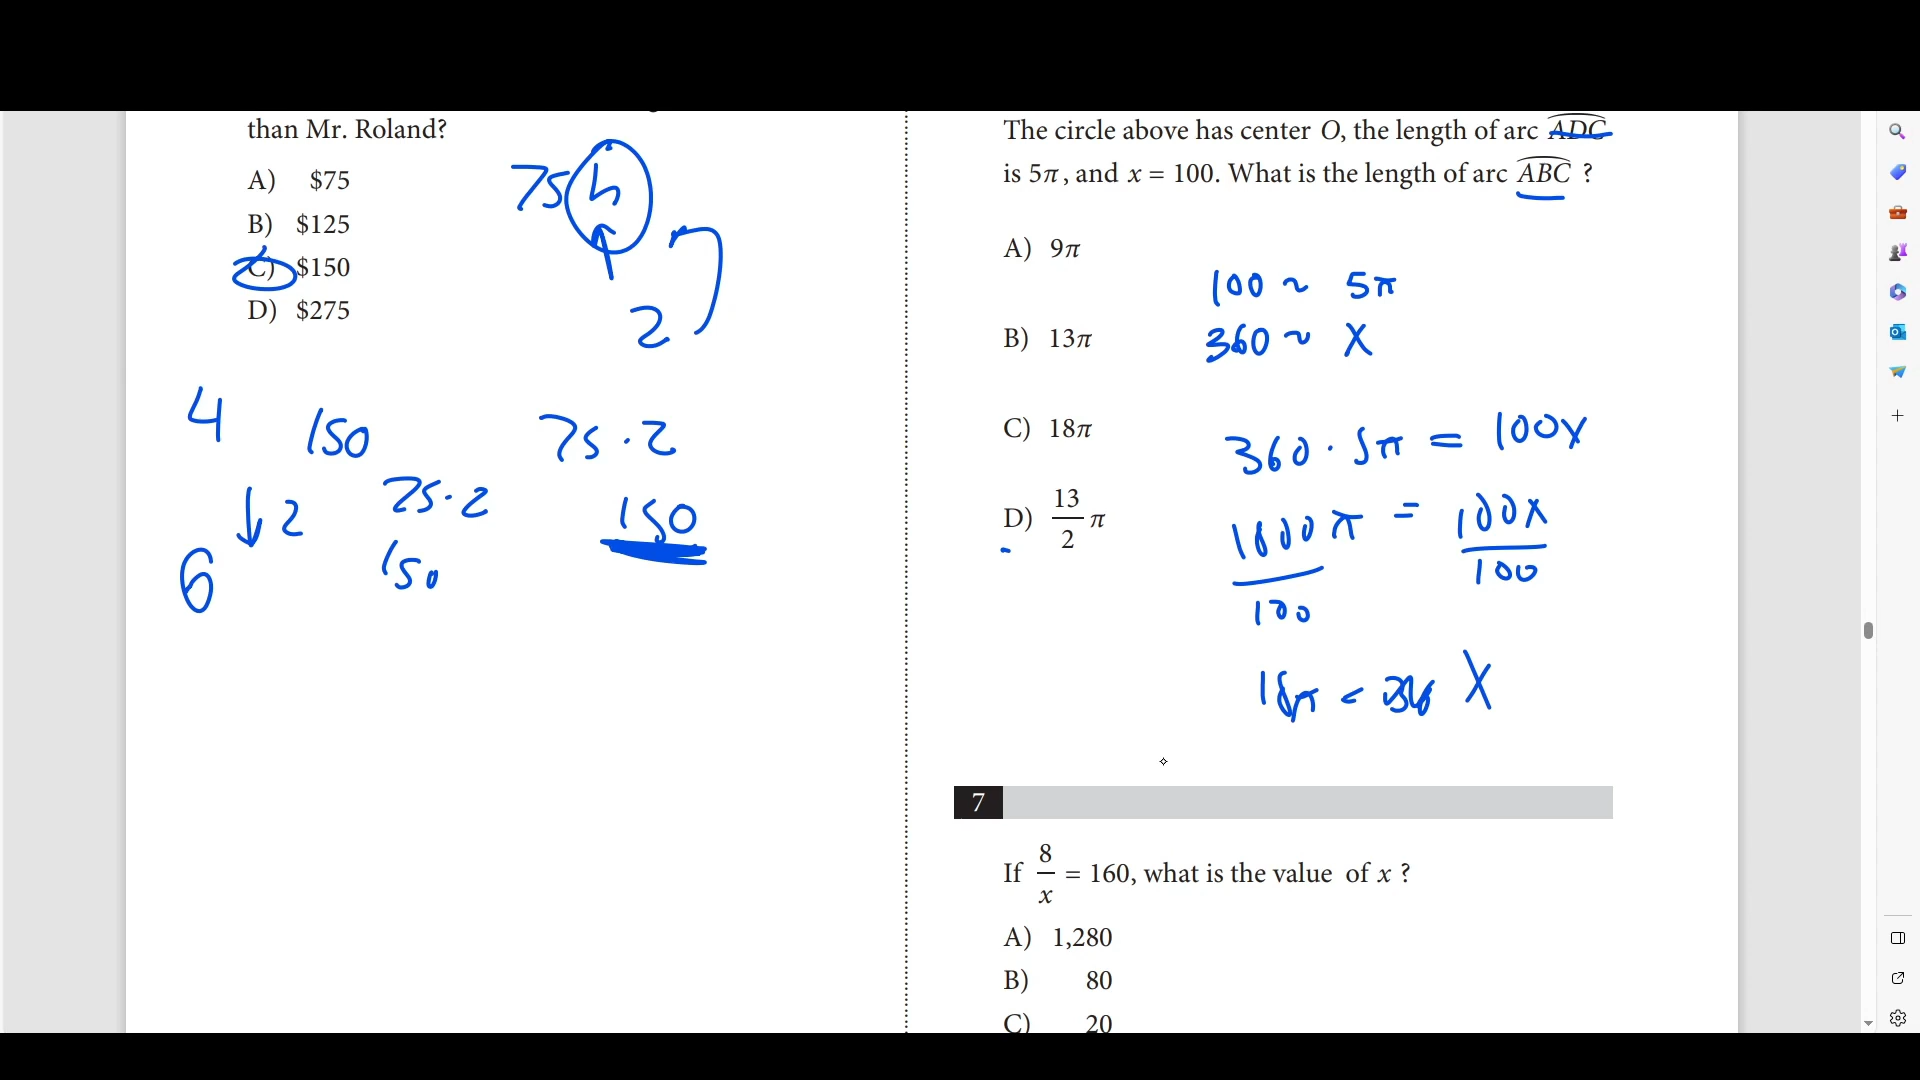 than Mr. Roland?
A) $75
B) $125
C) $150
D) $275
75h
2
4
150
75.2
↓2
75.2
150
150
6
The circle above has center O, the length of arc ADC
is 5π, and x = 100. What is the length of arc ABC ?
A) 9π
B) 13π
C) 18π
D) 13/2 π
100 ~ 5π
360 ~ x
360 · 5π = 100x
1800π/100 = 100x/100
18π = X
7
If 8/x = 160, what is the value of x ?
A) 1,280
B) 80
C) 20